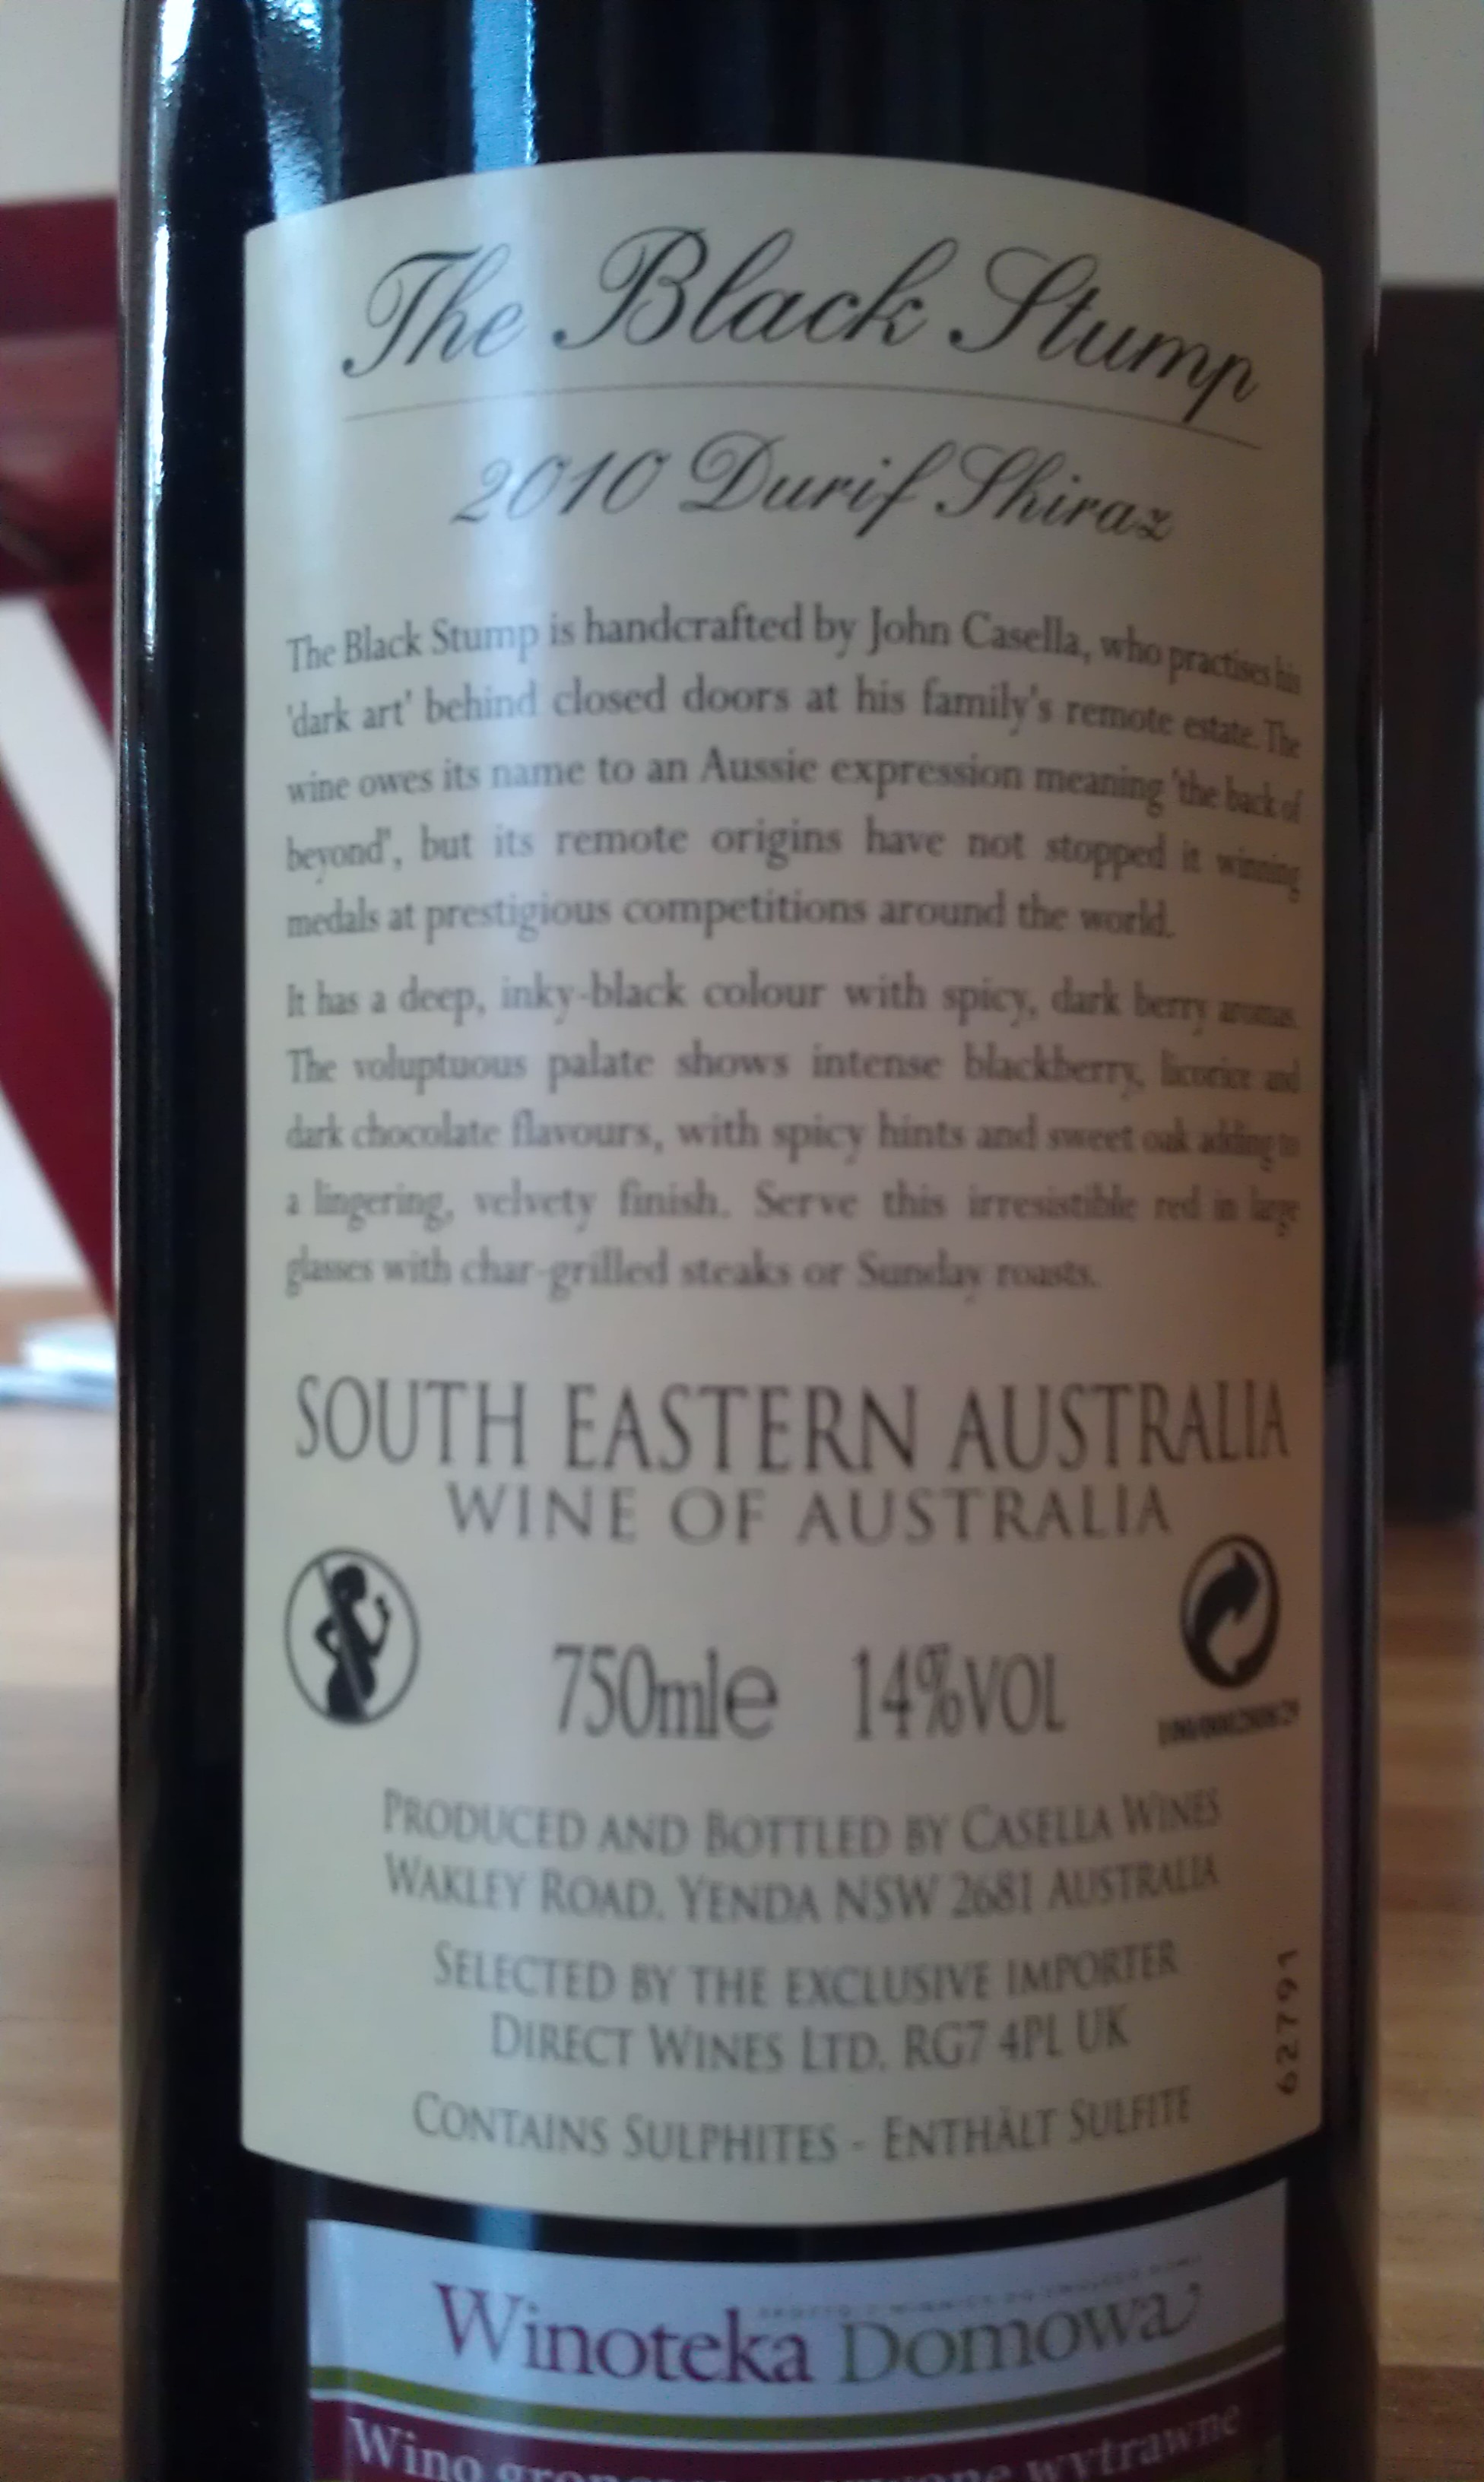 The Black Stump
2010 Durif Shiraz
The Black Stump is handcrafted by John Casella, who practises his
'dark art' behind closed doors at his family's remote estate. The
wine owes its name to an Aussie expression meaning 'the back of
beyond', but its remote origins have not stopped it winning
medals at prestigious competitions around the world.
It has a deep, inky-black colour with spicy, dark berry aromas.
The voluptuous palate shows intense blackberry, licorice and
dark chocolate flavours, with spicy hints and sweet oak adding to
a lingering, velvety finish. Serve this irresistible red in large
glasses with char-grilled steaks or Sunday roasts.
SOUTH EASTERN AUSTRALIA
WINE OF AUSTRALIA
750mle 14%VOL
PRODUCED AND BOTTLED BY CASELLA WINES
WAKLEY ROAD, YENDA NSW 2681 AUSTRALIA
SELECTED BY THE EXCLUSIVE IMPORTER
DIRECT WINES LTD, RG7 4PL UK
62791
CONTAINS SULPHITES - ENTHÄLT SULFITE
Winoteka Domowa
Wino wytrawne